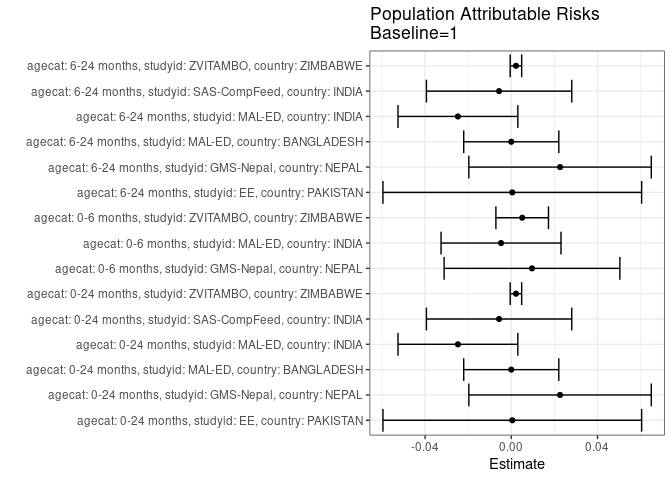 Population Attributable Risks
Baseline=1
agecat: 6-24 months, studyid: ZVITAMBO, country: ZIMBABWE
agecat: 6-24 months, studyid: SAS-CompFeed, country: INDIA
agecat: 6-24 months, studyid: MAL-ED, country: INDIA
agecat: 6-24 months, studyid: MAL-ED, country: BANGLADESH
agecat: 6-24 months, studyid: GMS-Nepal, country: NEPAL
agecat: 6-24 months, studyid: EE, country: PAKISTAN
agecat: 0-6 months, studyid: ZVITAMBO, country: ZIMBABWE
agecat: 0-6 months, studyid: MAL-ED, country: INDIA
agecat: 0-6 months, studyid: GMS-Nepal, country: NEPAL
agecat: 0-24 months, studyid: ZVITAMBO, country: ZIMBABWE
agecat: 0-24 months, studyid: SAS-CompFeed, country: INDIA
agecat: 0-24 months, studyid: MAL-ED, country: INDIA
agecat: 0-24 months, studyid: MAL-ED, country: BANGLADESH
agecat: 0-24 months, studyid: GMS-Nepal, country: NEPAL
agecat: 0-24 months, studyid: EE, country: PAKISTAN
-0.04 0.00 0.04
Estimate